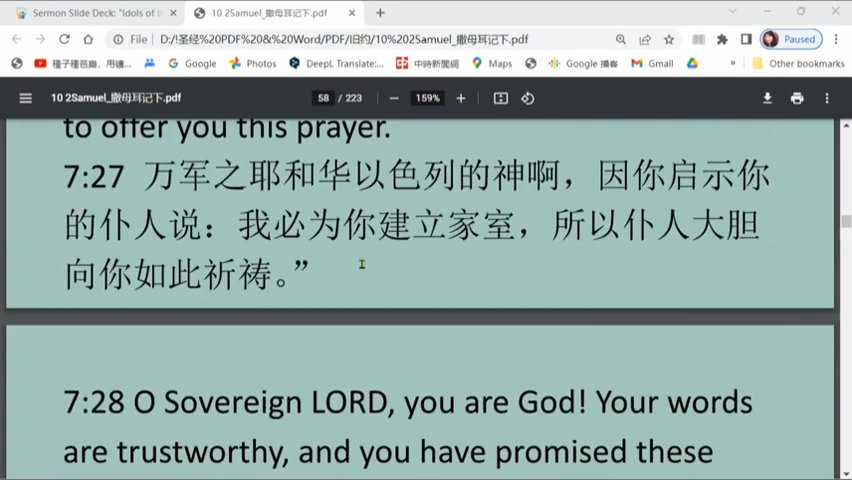 Sermon Slide Deck: "Idols of t
10 2Samuel_撒母耳记下.pdf
File
D:/!圣经%20PDF%20&%20Word/PDF/旧约/10%202Samuel_撒母耳记下.pdf
Paused
Google
Photos
DeepL Translate:...
中時新聞網
Maps
Google 播客
Gmail
»
Other bookmarks
10 2Samuel_撒母耳记下.pdf
58 / 223
159%
to offer you this prayer.
7:27 万军之耶和华以色列的神啊，因你启示你
的仆人说：我必为你建立家室，所以仆人大胆
向你如此祈祷。”
7:28 O Sovereign LORD, you are God! Your words
are trustworthy, and you have promised these